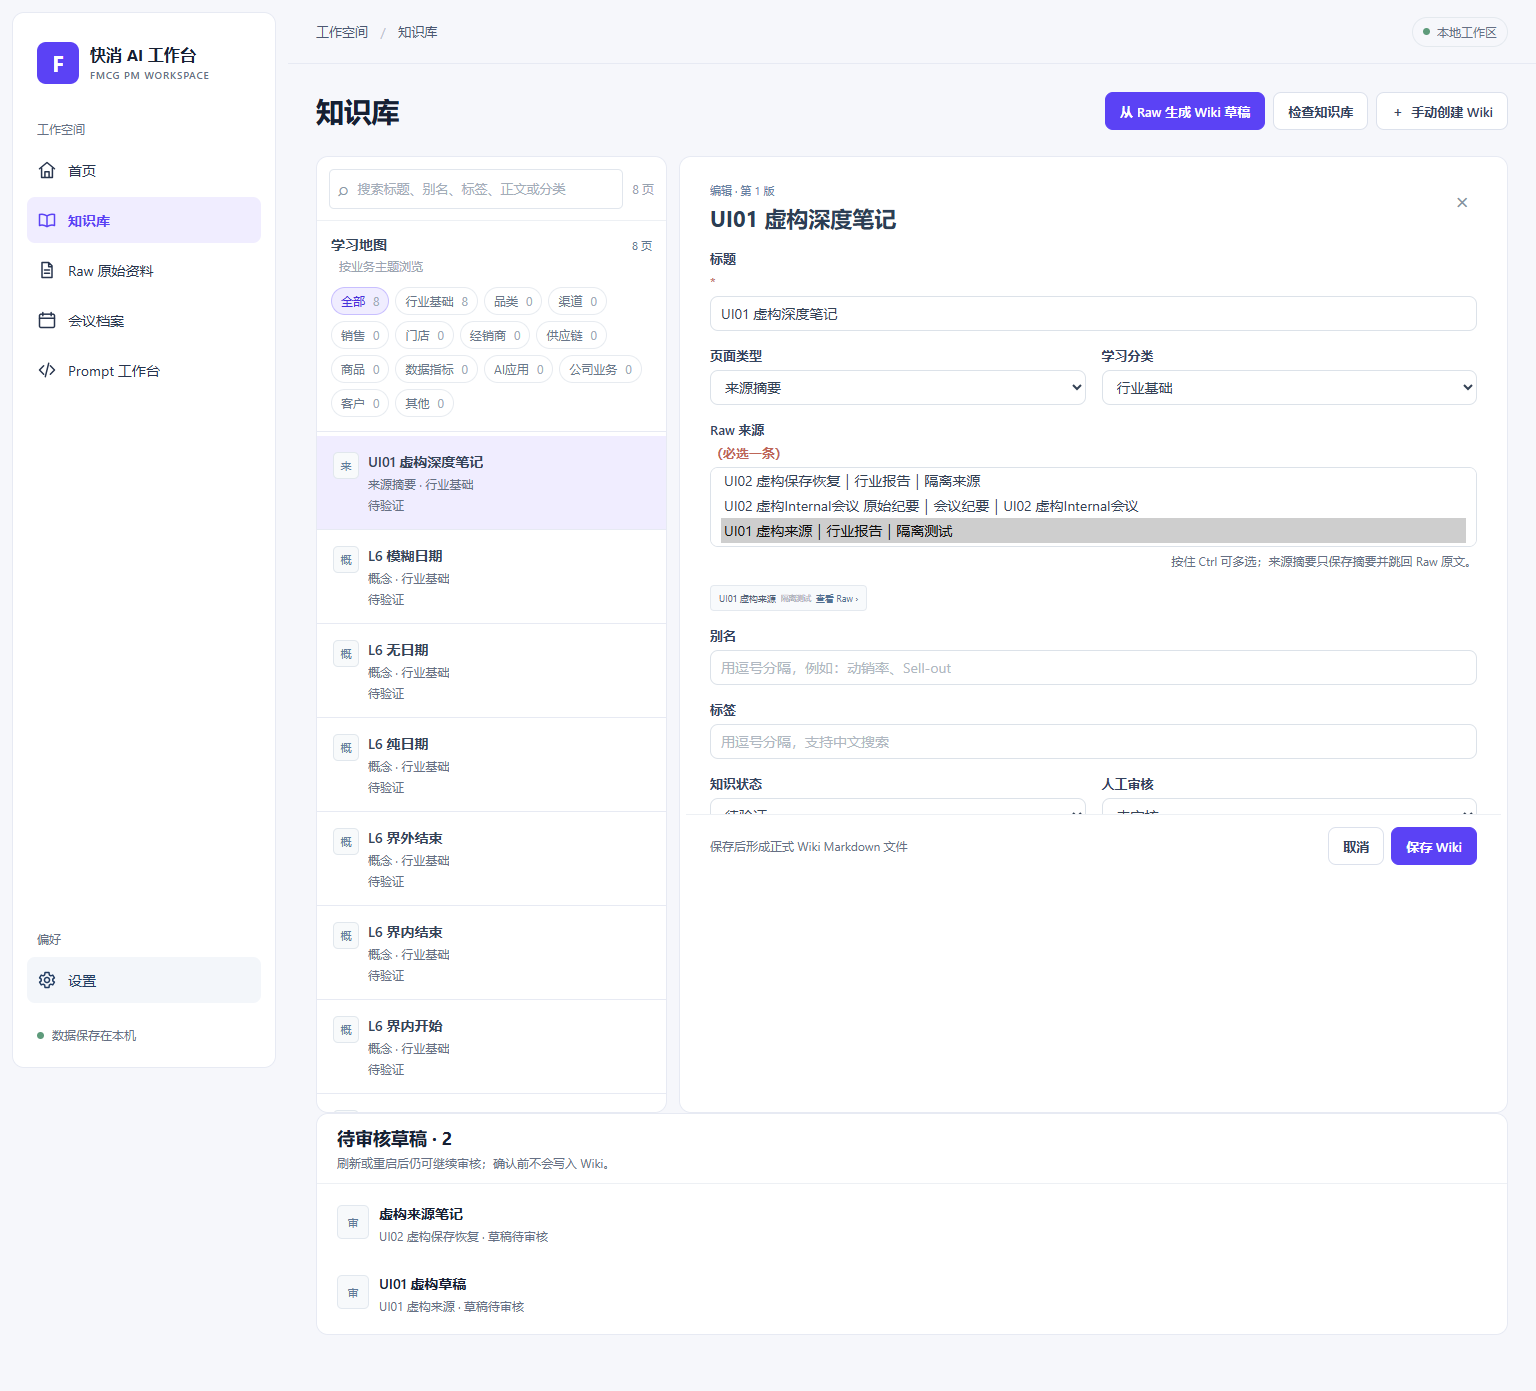 F
快消 AI 工作台
FMCG PM WORKSPACE
工作空间
首页
知识库
Raw 原始资料
会议档案
Prompt 工作台
偏好
设置
数据保存在本机
工作空间 / 知识库
本地工作区
知识库
从 Raw 生成 Wiki 草稿
检查知识库
+ 手动创建 Wiki
搜索标题、别名、标签、正文或分类
8 页
学习地图
8 页
按业务主题浏览
全部 8
行业基础 8
品类 0
渠道 0
销售 0
门店 0
经销商 0
供应链 0
商品 0
数据指标 0
AI应用 0
公司业务 0
客户 0
其他 0
来
UI01 虚构深度笔记
来源摘要 · 行业基础
待验证
概
L6 模糊日期
概念 · 行业基础
待验证
概
L6 无日期
概念 · 行业基础
待验证
概
L6 纯日期
概念 · 行业基础
待验证
概
L6 界外结束
概念 · 行业基础
待验证
概
L6 界内结束
概念 · 行业基础
待验证
概
L6 界内开始
概念 · 行业基础
待验证
编辑 · 第 1 版
×
UI01 虚构深度笔记
标题
*
UI01 虚构深度笔记
页面类型
来源摘要
学习分类
行业基础
Raw 来源
（必选一条）
UI02 虚构保存恢复｜行业报告｜隔离来源
UI02 虚构Internal会议 原始纪要｜会议纪要｜UI02 虚构Internal会议
UI01 虚构来源｜行业报告｜隔离测试
按住 Ctrl 可多选；来源摘要只保存摘要并跳回 Raw 原文。
UI01 虚构来源 隔离测试 查看 Raw ›
别名
用逗号分隔，例如：动销率、Sell-out
标签
用逗号分隔，支持中文搜索
知识状态
待验证
人工审核
未审核
保存后形成正式 Wiki Markdown 文件
取消
保存 Wiki
待审核草稿 · 2
刷新或重启后仍可继续审核；确认前不会写入 Wiki。
审
虚构来源笔记
UI02 虚构保存恢复 · 草稿待审核
审
UI01 虚构草稿
UI01 虚构来源 · 草稿待审核